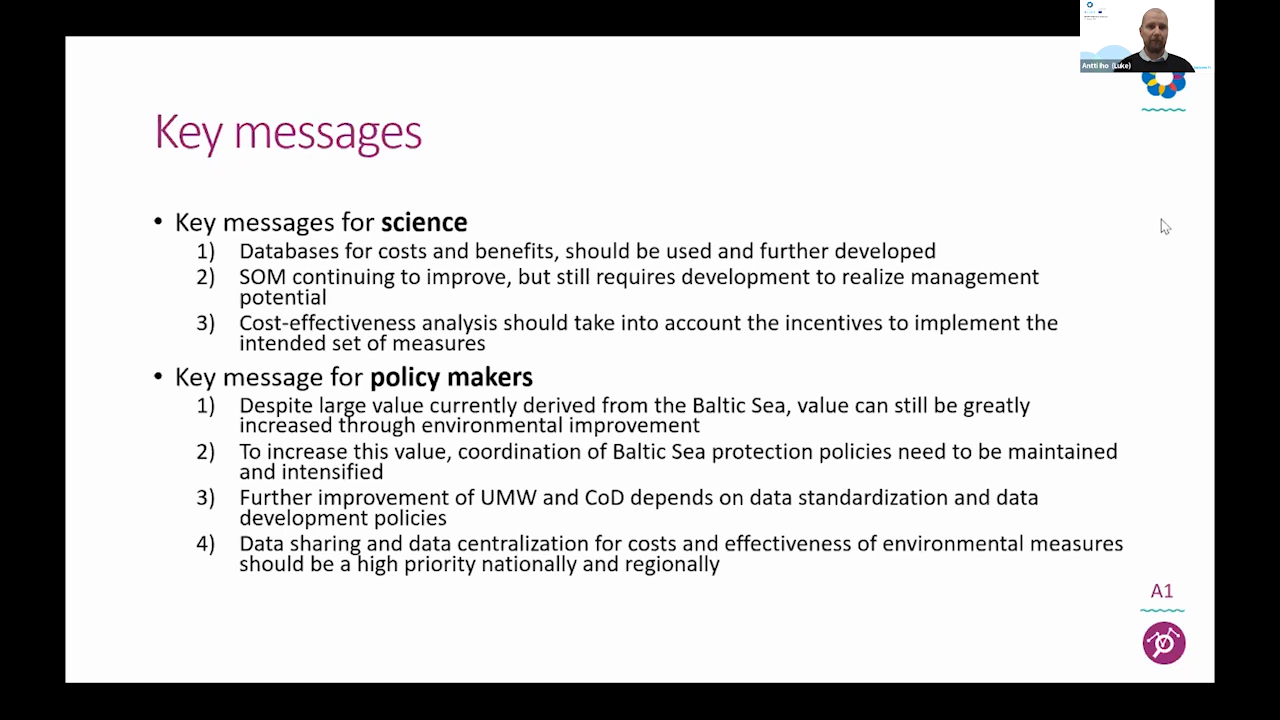 Antti Iho (Luke)
Key messages
• Key messages for science
1) Databases for costs and benefits, should be used and further developed
2) SOM continuing to improve, but still requires development to realize management
potential
3) Cost-effectiveness analysis should take into account the incentives to implement the
intended set of measures
• Key message for policy makers
1) Despite large value currently derived from the Baltic Sea, value can still be greatly
increased through environmental improvement
2) To increase this value, coordination of Baltic Sea protection policies need to be maintained
and intensified
3) Further improvement of UMW and CoD depends on data standardization and data
development policies
4) Data sharing and data centralization for costs and effectiveness of environmental measures
should be a high priority nationally and regionally
A1